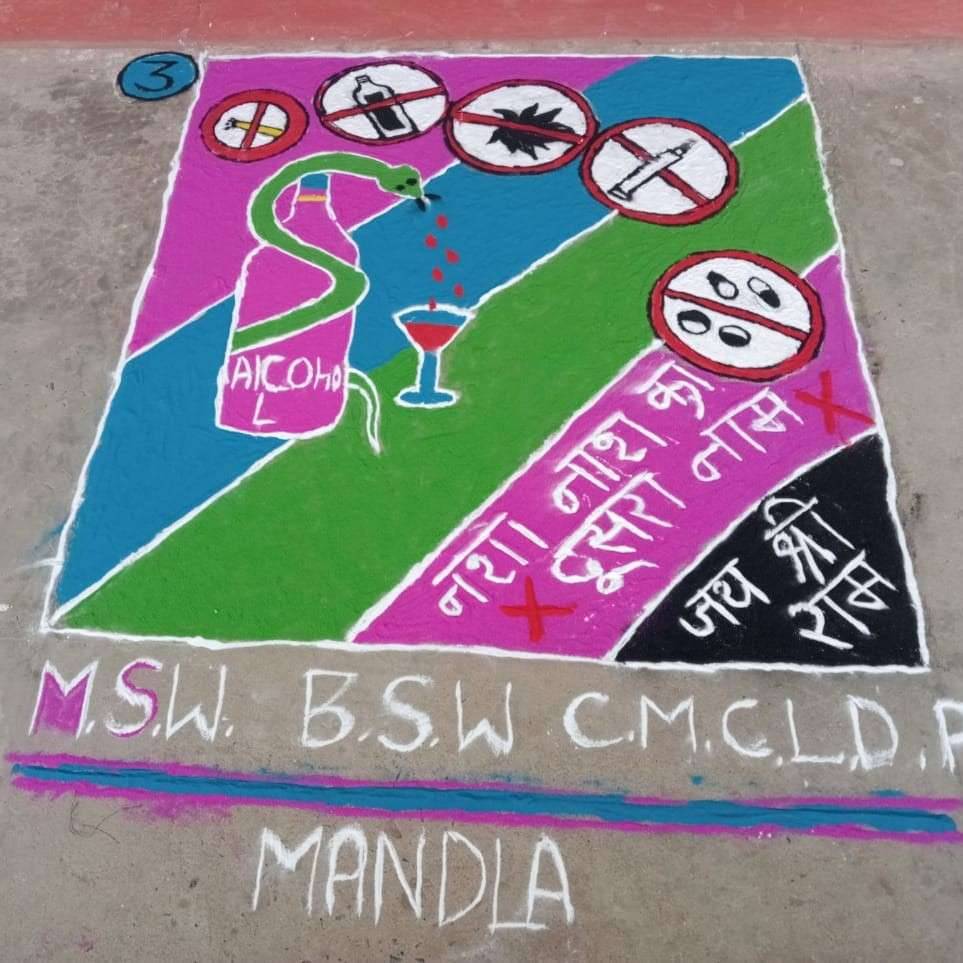 3
AlCOHO
L
नशा नाश का
दूसरा नाम
जय श्री
राम
M.S.W. B.S.W C.M.C.L.D.P
MANDLA